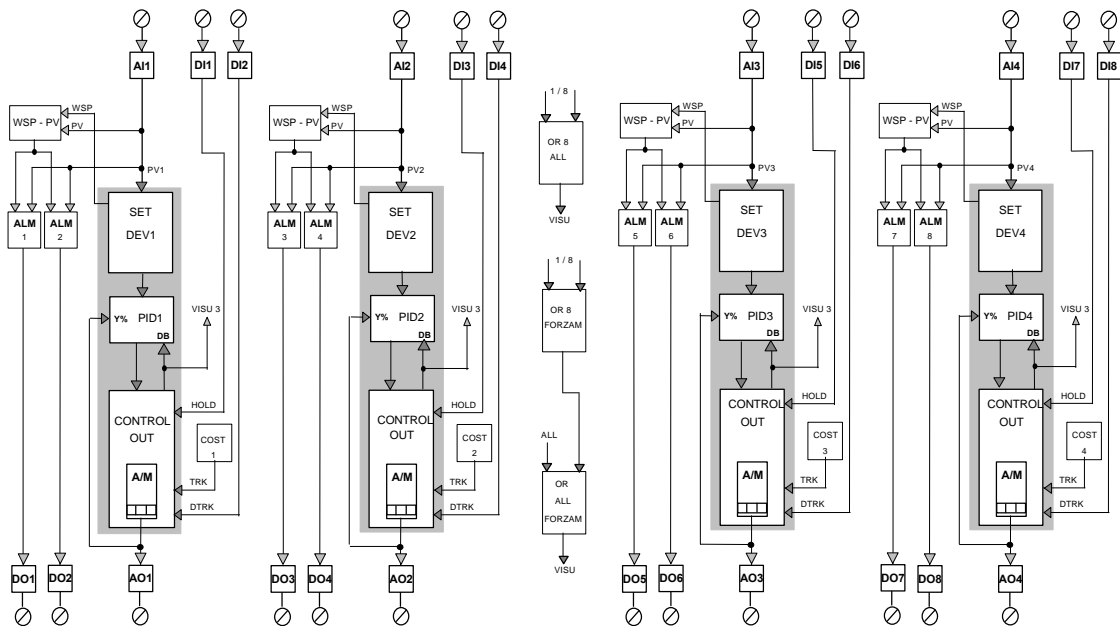 AI1
DI1
DI2
WSP - PV
WSP
PV
PV1
ALM
1
ALM
2
SET
DEV1
Y%
PID1
DB
VISU 3
CONTROL
OUT
HOLD
COST
1
A/M
TRK
DTRK
DO1
DO2
AO1
AI2
DI3
DI4
WSP - PV
WSP
PV
PV2
ALM
3
ALM
4
SET
DEV2
Y%
PID2
DB
VISU 3
CONTROL
OUT
HOLD
COST
2
A/M
TRK
DTRK
DO3
DO4
AO2
1 / 8
OR 8
ALL
VISU
1 / 8
OR 8
FORZAM
ALL
OR
ALL
FORZAM
VISU
AI3
DI5
DI6
WSP - PV
WSP
PV
PV3
ALM
5
ALM
6
SET
DEV3
Y%
PID3
DB
VISU 3
CONTROL
OUT
HOLD
COST
3
A/M
TRK
DTRK
DO5
DO6
AO3
AI4
DI7
DI8
WSP - PV
WSP
PV
PV4
ALM
7
ALM
8
SET
DEV4
Y%
PID4
DB
VISU 3
CONTROL
OUT
HOLD
COST
4
A/M
TRK
DTRK
DO7
DO8
AO4